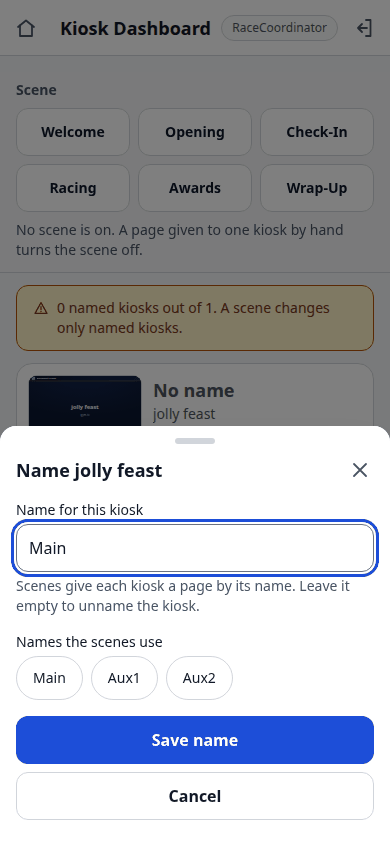 Kiosk Dashboard
RaceCoordinator
Scene
Welcome
Opening
Check-In
Racing
Awards
Wrap-Up
No scene is on. A page given to one kiosk by hand
turns the scene off.
0 named kiosks out of 1. A scene changes
only named kiosks.
jolly feast
No name
jolly feast
Name jolly feast
Name for this kiosk
Main
Scenes give each kiosk a page by its name. Leave it
empty to unname the kiosk.
Names the scenes use
Main
Aux1
Aux2
Save name
Cancel